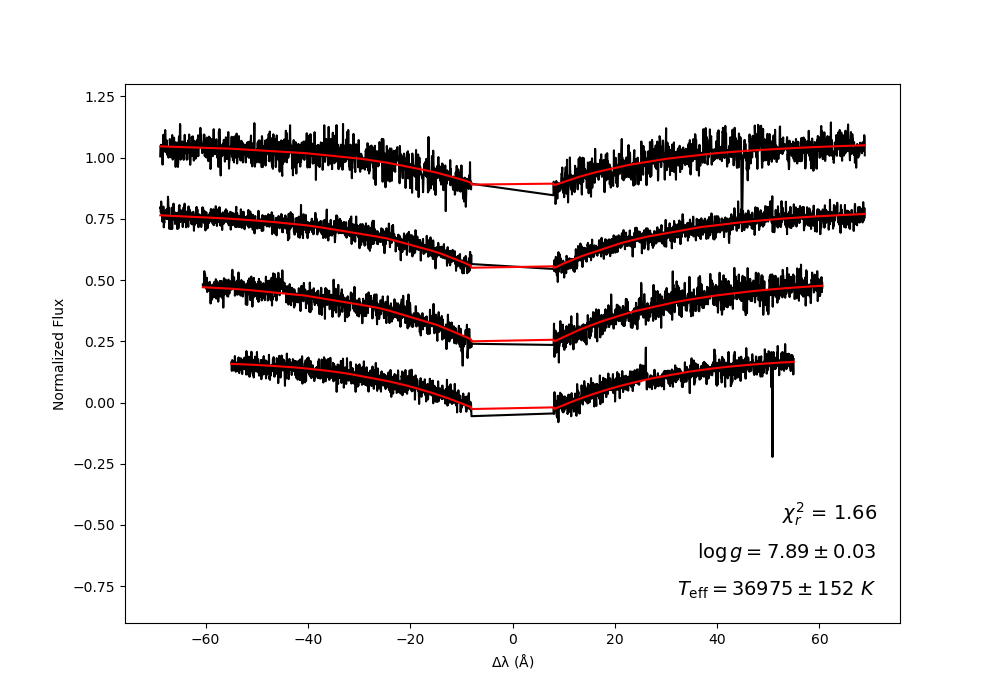 1.25
1.00
0.75
0.50
0.25
0.00
−0.25
−0.50
−0.75
Normalized Flux
χ²ᵣ = 1.66
log g = 7.89 ± 0.03
T_eff = 36975 ± 152 K
−60 −40 −20 0 20 40 60
Δλ (Å)